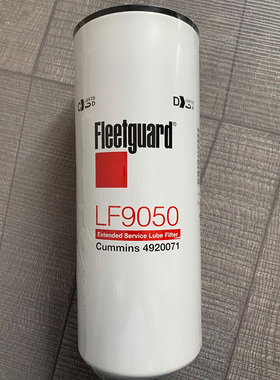 Fleetguard®
LF9050
Extended Service Lube Filter
Cummins 4920071